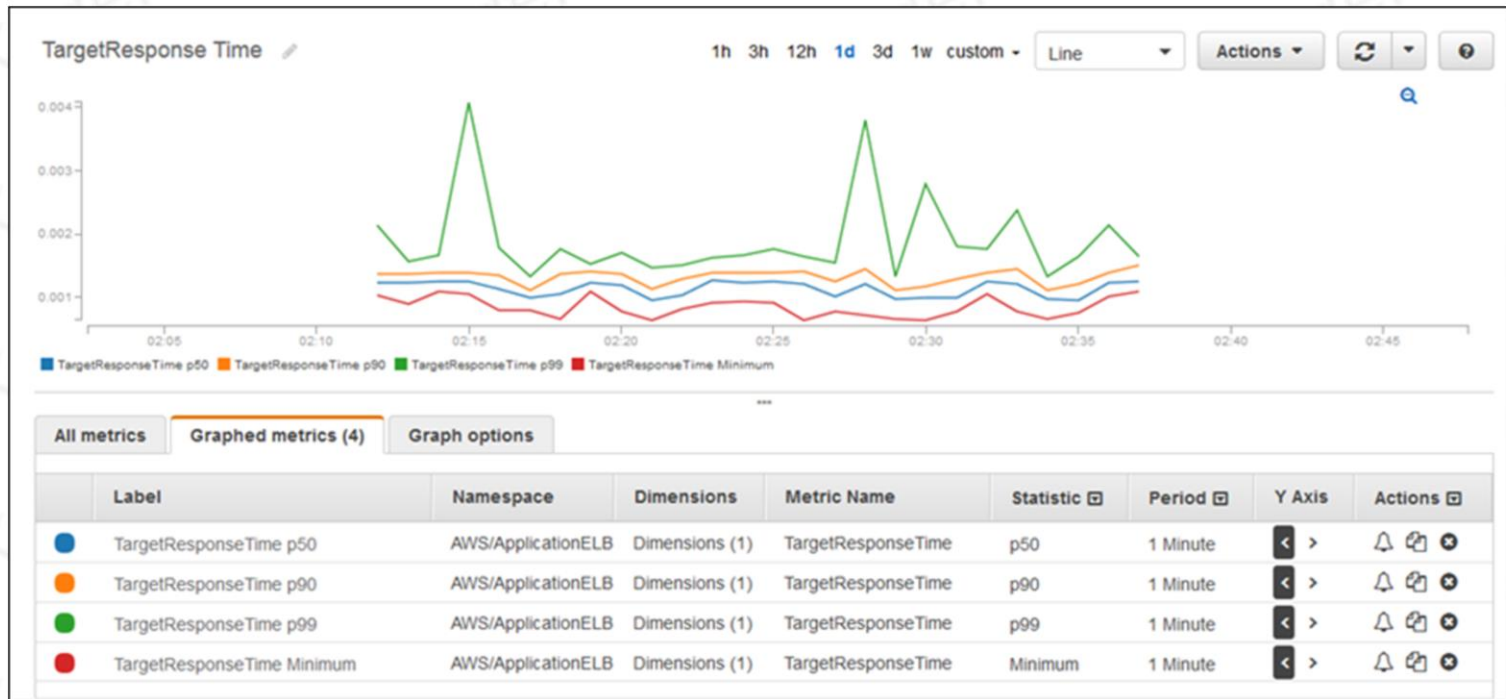 TargetResponse Time 1h 3h 12h 1d 3d 1w custom Line Actions
0.004
0.003
0.002
0.001
02:05 02:10 02:15 02:20 02:25 02:30 02:35 02:40 02:45
TargetResponseTime p50 TargetResponseTime p90 TargetResponseTime p99 TargetResponseTime Minimum
All metrics Graphed metrics (4) Graph options
Label Namespace Dimensions Metric Name Statistic Period Y Axis Actions
TargetResponseTime p50 AWS/ApplicationELB Dimensions (1) TargetResponseTime p50 1 Minute < >
TargetResponseTime p90 AWS/ApplicationELB Dimensions (1) TargetResponseTime p90 1 Minute < >
TargetResponseTime p99 AWS/ApplicationELB Dimensions (1) TargetResponseTime p99 1 Minute < >
TargetResponseTime Minimum AWS/ApplicationELB Dimensions (1) TargetResponseTime Minimum 1 Minute < >